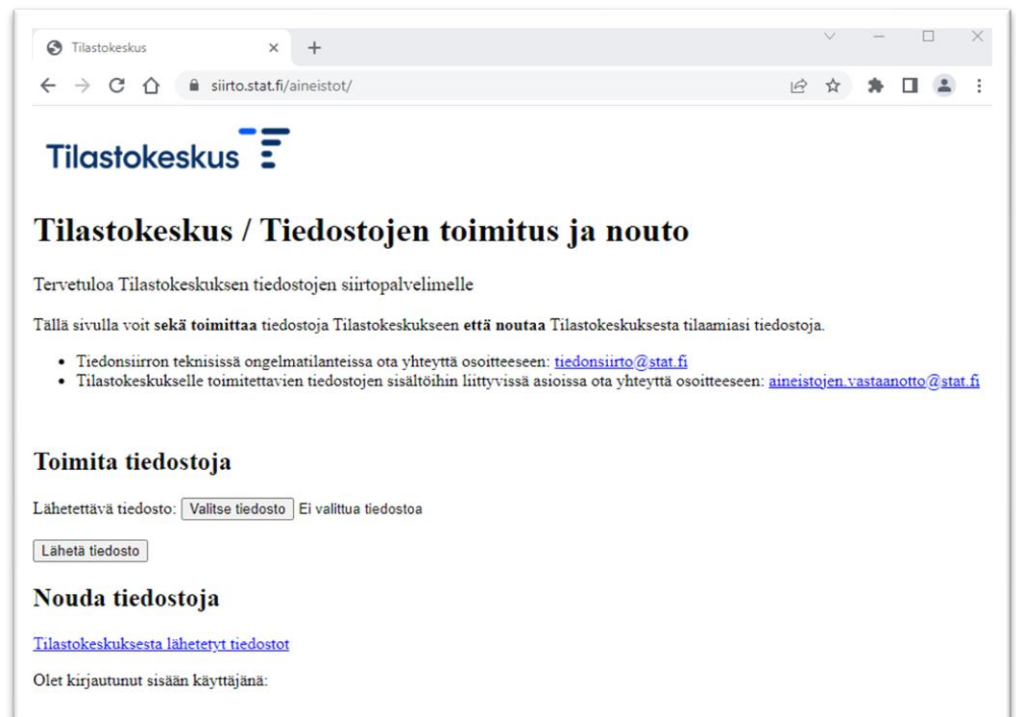 Tilastokeskus
siirto.stat.fi/aineistot/
Tilastokeskus
Tilastokeskus / Tiedostojen toimitus ja nouto
Tervetuloa Tilastokeskuksen tiedostojen siirtopalvelimelle
Tällä sivulla voit sekä toimittaa tiedostoja Tilastokeskukseen että noutaa Tilastokeskuksesta tilaamiasi tiedostoja.
• Tiedonsiirron teknisissä ongelmatilanteissa ota yhteyttä osoitteeseen: tiedonsiirto@stat.fi
• Tilastokeskukselle toimitettavien tiedostojen sisältöihin liittyvissä asioissa ota yhteyttä osoitteeseen: aineistojen.vastaanotto@stat.fi
Toimita tiedostoja
Lähetettävä tiedosto: Valitse tiedosto Ei valittua tiedostoa
Lähetä tiedosto
Nouda tiedostoja
Tilastokeskuksesta lähetetyt tiedostot
Olet kirjautunut sisään käyttäjänä: